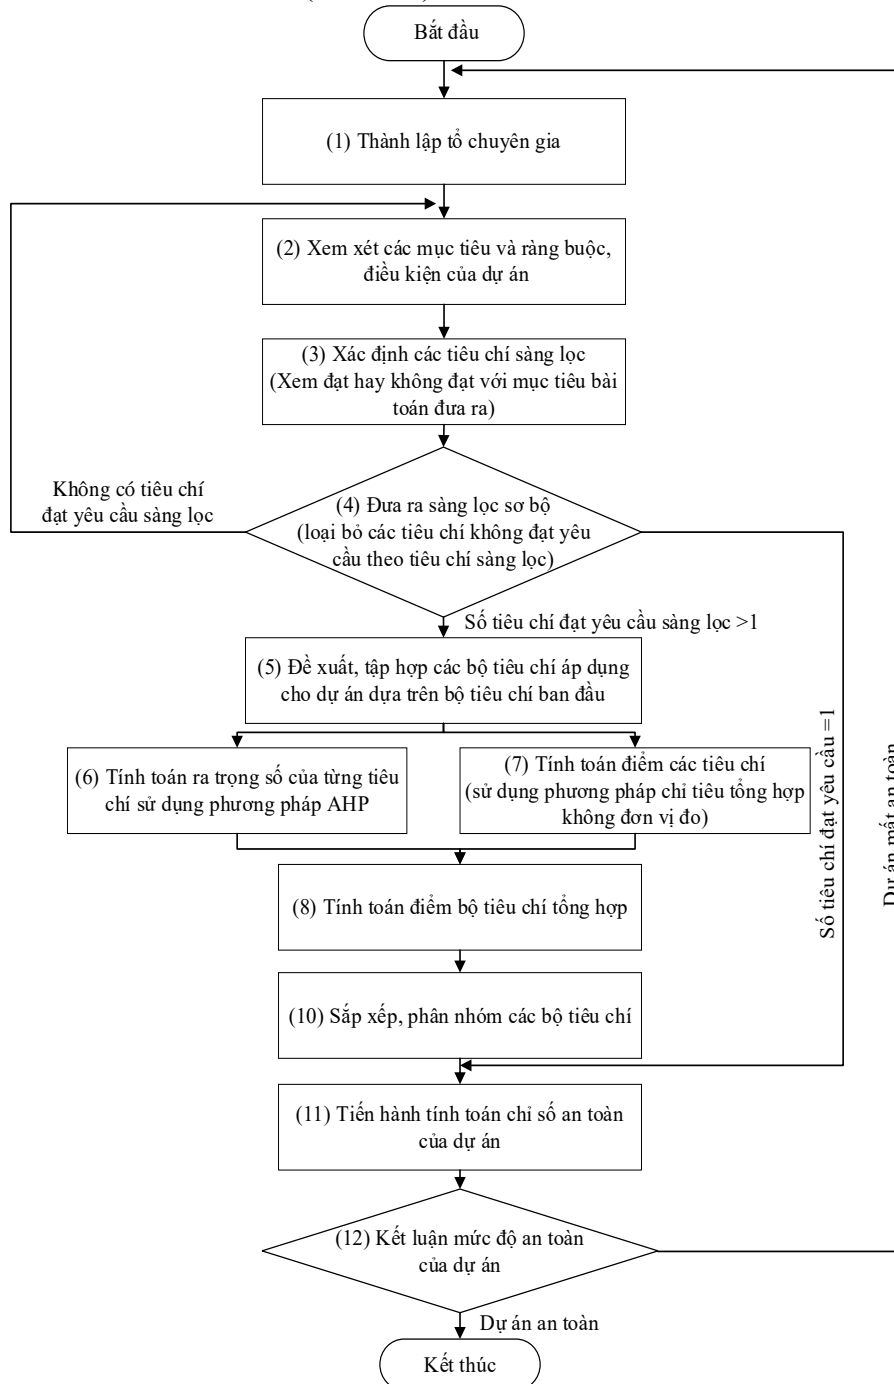 Bắt đầu
(1) Thành lập tổ chuyên gia
(2) Xem xét các mục tiêu và ràng buộc,
điều kiện của dự án
(3) Xác định các tiêu chí sàng lọc
(Xem đạt hay không đạt với mục tiêu bài
toán đưa ra)
Không có tiêu chí
đạt yêu cầu sàng lọc
(4) Đưa ra sàng lọc sơ bộ
(loại bỏ các tiêu chí không đạt yêu
cầu theo tiêu chí sàng lọc)
Số tiêu chí đạt yêu cầu sàng lọc >1
(5) Đề xuất, tập hợp các bộ tiêu chí áp dụng
cho dự án dựa trên bộ tiêu chí ban đầu
(6) Tính toán ra trọng số của từng tiêu
chí sử dụng phương pháp AHP
(7) Tính toán điểm các tiêu chí
(sử dụng phương pháp chỉ tiêu tổng hợp
không đơn vị đo)
Số tiêu chí đạt yêu cầu =1
Dự án mất an toàn
(8) Tính toán điểm bộ tiêu chí tổng hợp
(10) Sắp xếp, phân nhóm các bộ tiêu chí
(11) Tiến hành tính toán chỉ số an toàn
của dự án
(12) Kết luận mức độ an toàn
của dự án
Dự án an toàn
Kết thúc